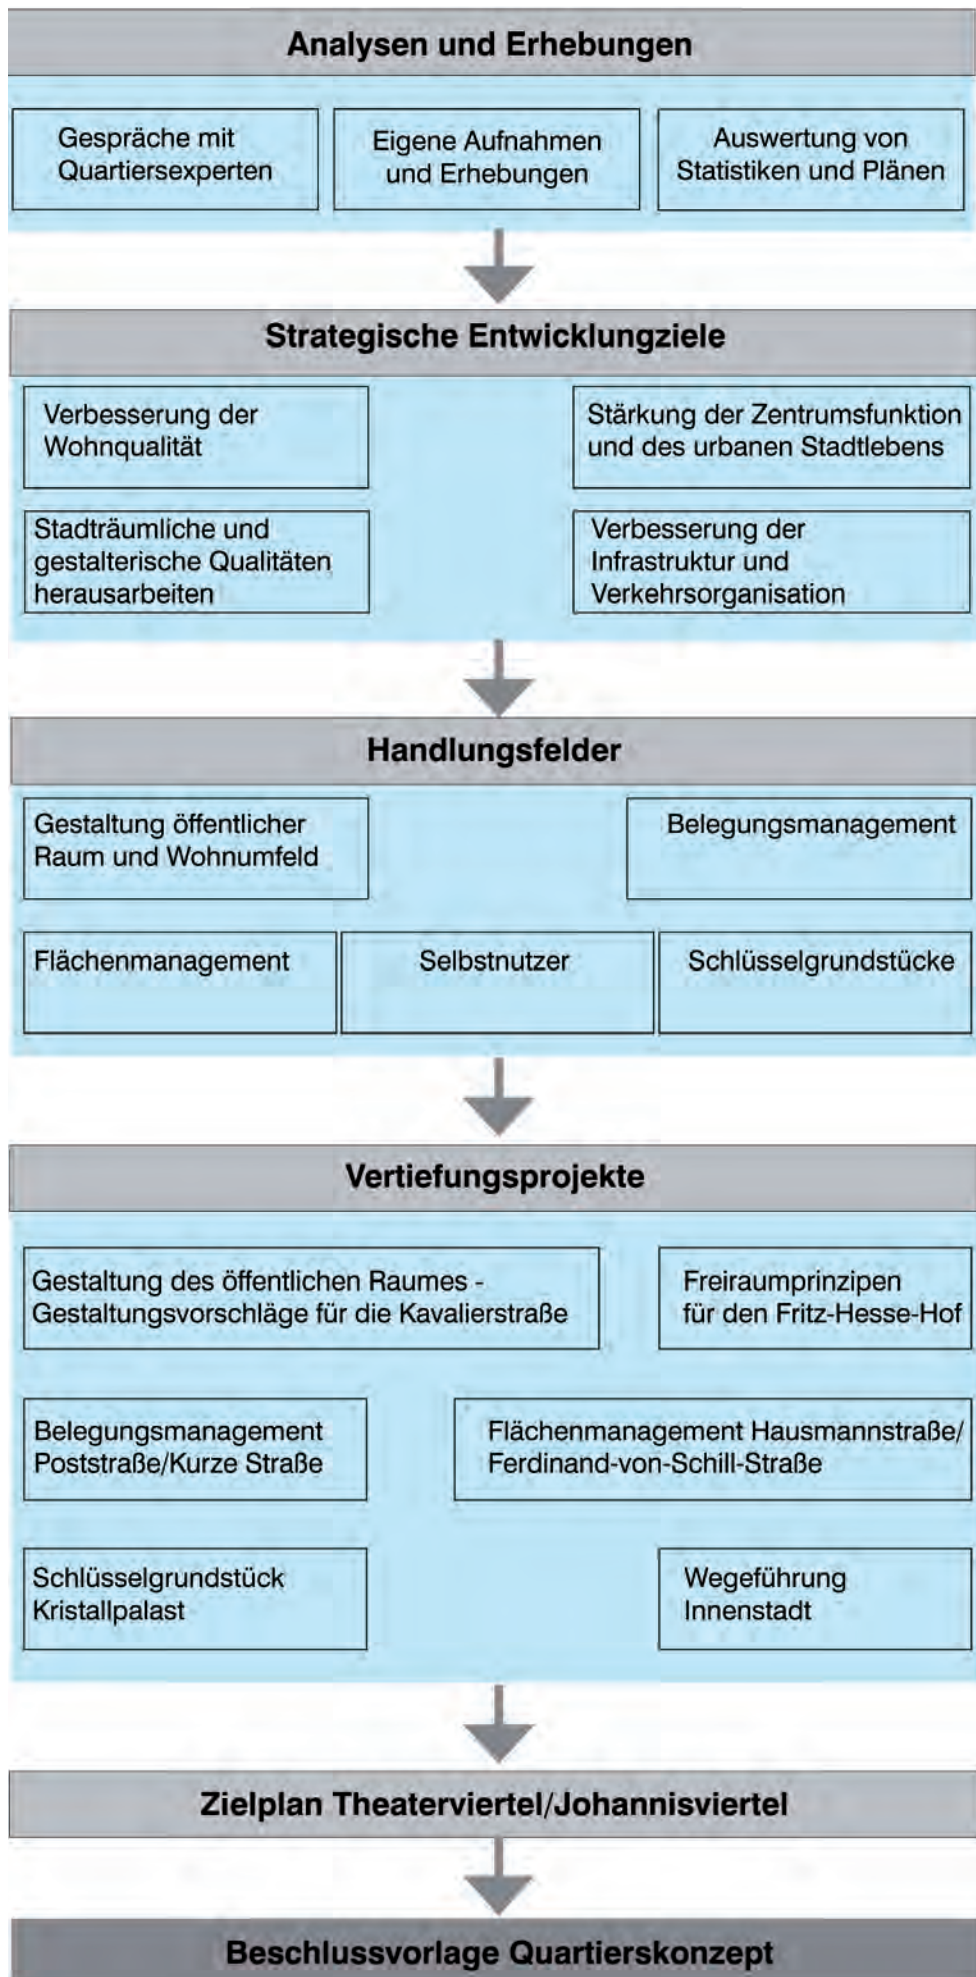 Analysen und Erhebungen
Gespräche mit
Quartiersexperten
Eigene Aufnahmen
und Erhebungen
Auswertung von
Statistiken und Plänen
Strategische Entwicklungziele
Verbesserung der
Wohnqualität
Stärkung der Zentrumsfunktion
und des urbanen Stadtlebens
Stadträumliche und
gestalterische Qualitäten
herausarbeiten
Verbesserung der
Infrastruktur und
Verkehrsorganisation
Handlungsfelder
Gestaltung öffentlicher
Raum und Wohnumfeld
Belegungsmanagement
Flächenmanagement
Selbstnutzer
Schlüsselgrundstücke
Vertiefungsprojekte
Gestaltung des öffentlichen Raumes -
Gestaltungsvorschläge für die Kavalierstraße
Freiraumprinzipen
für den Fritz-Hesse-Hof
Belegungsmanagement
Poststraße/Kurze Straße
Flächenmanagement Hausmannstraße/
Ferdinand-von-Schill-Straße
Schlüsselgrundstück
Kristallpalast
Wegeführung
Innenstadt
Zielplan Theaterviertel/Johannisviertel
Beschlussvorlage Quartierskonzept